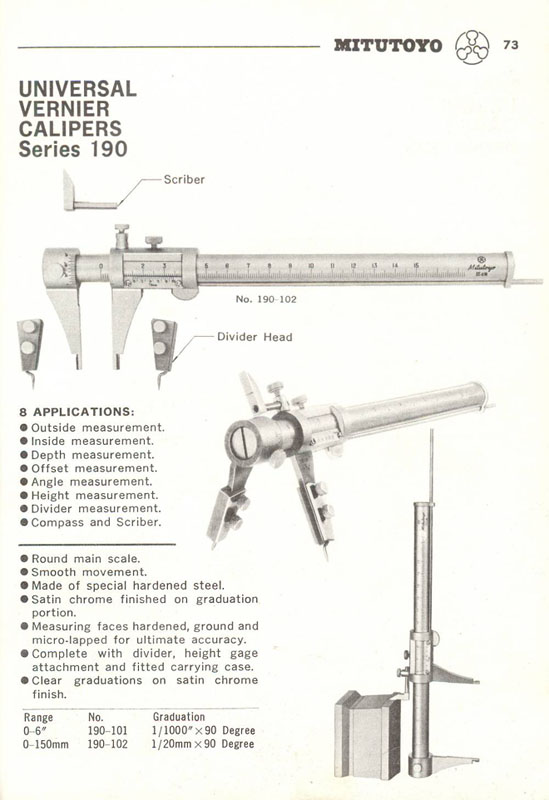 MITUTOYO 73
UNIVERSAL
VERNIER
CALIPERS
Series 190
Scriber
0 2 3 5 6 7 8 9 10 11 12 13 14 15
Mitutoyo
No. 190-102
Divider Head
8 APPLICATIONS:
● Outside measurement.
● Inside measurement.
● Depth measurement.
● Offset measurement.
● Angle measurement.
● Height measurement.
● Divider measurement.
● Compass and Scriber.
● Round main scale.
● Smooth movement.
● Made of special hardened steel.
● Satin chrome finished on graduation
portion.
● Measuring faces hardened, ground and
micro-lapped for ultimate accuracy.
● Complete with divider, height gage
attachment and fitted carrying case.
● Clear graduations on satin chrome
finish.
Range No. Graduation
0-6″ 190-101 1/1000″×90 Degree
0-150mm 190-102 1/20mm×90 Degree